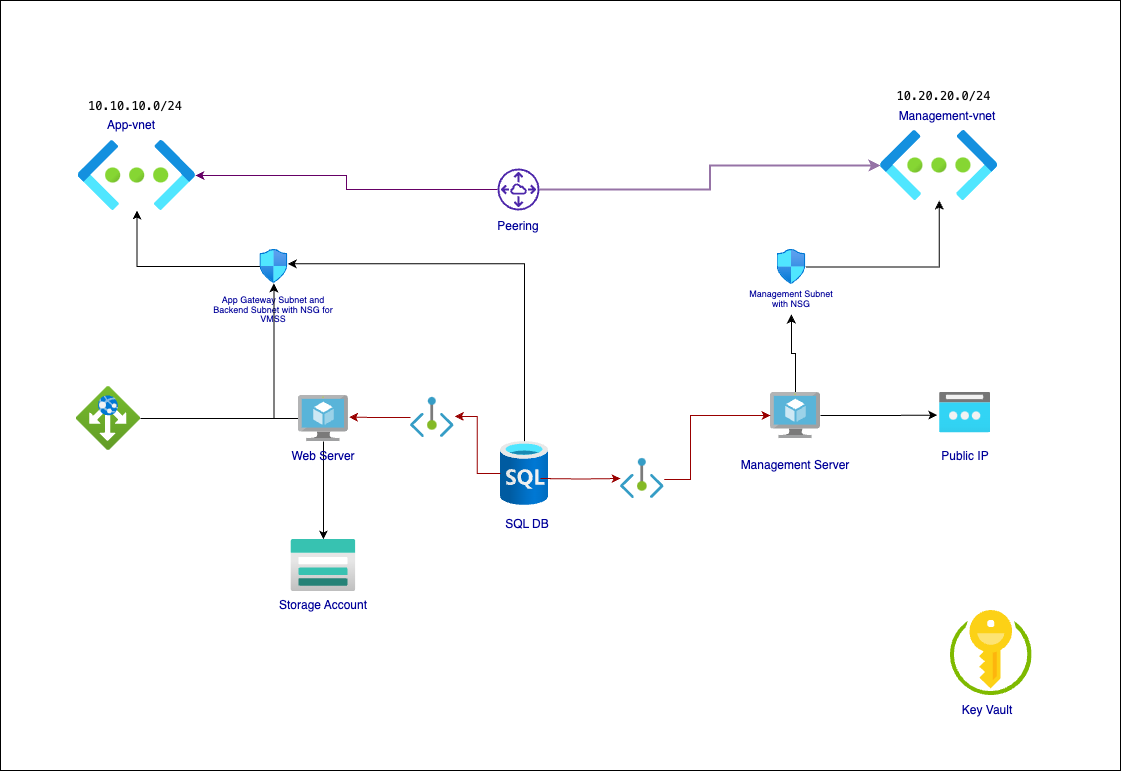 10.10.10.0/24
App-vnet
10.20.20.0/24
Management-vnet
Peering
App Gateway Subnet and
Backend Subnet with NSG for
VMSS
Management Subnet
with NSG
Web Server
Management Server
Public IP
SQL
SQL DB
Storage Account
Key Vault